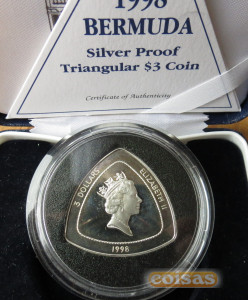 1998
BERMUDA
Silver Proof
Triangular $3 Coin
Certificate of Authenticity
3 DOLLARS ELIZABETH II
1998
coisas